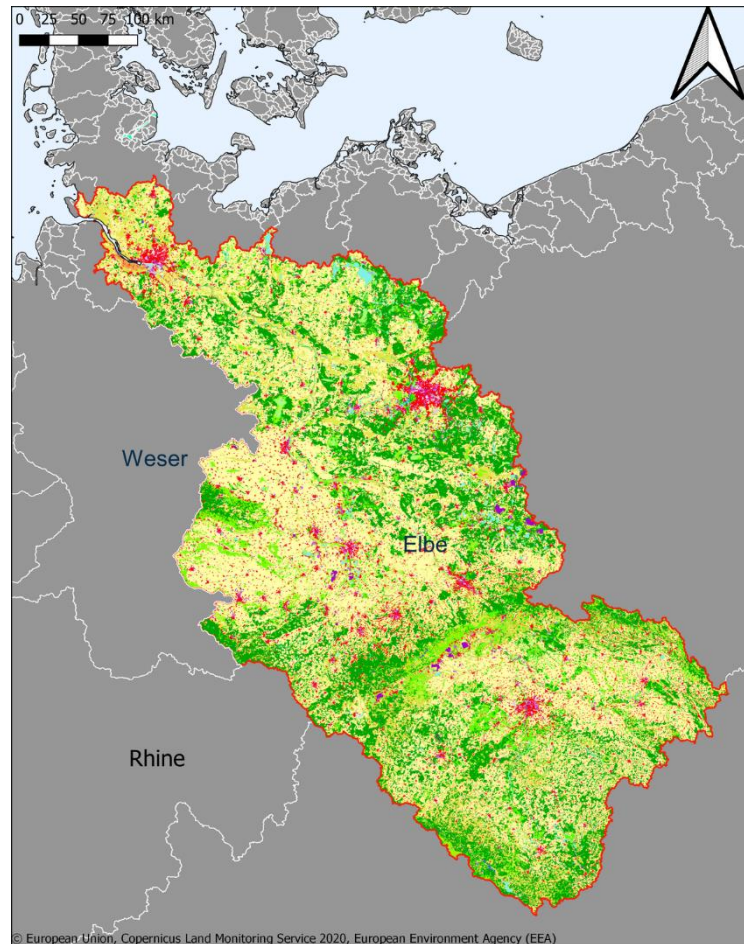 0 25 50 75 100 km
Weser
Elbe
Rhine
© European Union, Copernicus Land Monitoring Service 2020, European Environment Agency (EEA)